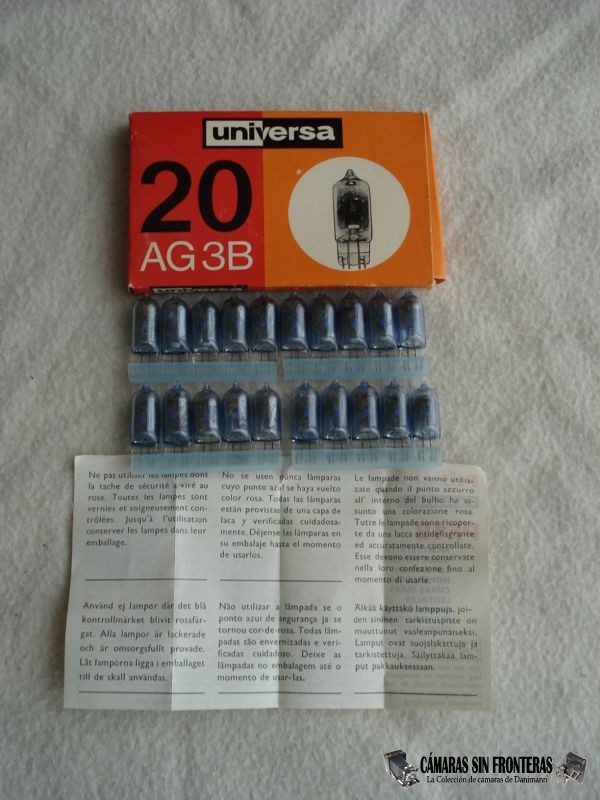 universa
20
AG 3B
universa
Ne pas utiliser les lampes dont
la tache de sécurité a viré au
rose. Toutes les lampes sont
vernies et soigneusement con-
trôlées. Jusqu'à l'utilisation
conserver les lampes dans leur
emballage.
No se usen nunca lámparas
cuyo punto azul se haya vuelto
color rosa. Todas las lámparas
están provistas de una capa de
laca y verificadas cuidadosa-
mente. Déjense las lámparas en
su embalaje hasta el momento
de usarlos.
Le lampade non vanno utiliz-
zate quando il punto azzurro
all' interno del bulbo ha as-
sunto una colorazione rosa.
Tutte le lampade sono ricoper-
te da una lacca antideflagrante
ed accuratamente controllate.
Esse devono essere conservate
nella loro confezione fino al
momento di usarle.
Använd ej lampor där det blå
kontrollmärket blivit rosafär-
gat. Alla lampor är lackerade
och är omsorgsfullt provade.
Låt lamporna ligga i emballaget
till de skall användas.
Não utilizar a lâmpada se o
ponto azul de segurança ja se
tornou cor-de-rosa. Todas lâm-
padas são envernizadas e veri-
ficadas cuidadoso. Deixe as
lâmpadas no embalagem até o
momento de usar-las.
Älkää käyttäkö lamppuja, joi-
den sininen tarkistuspiste on
muuttunut vaaleanpunaiseksi.
Lamput ovat suojalakattuja ja
tarkistettuja. Säilyttäkää lam-
put pakkauksessaan.
CÁMARAS SIN FRONTERAS
La Colección de cámaras de Danimann